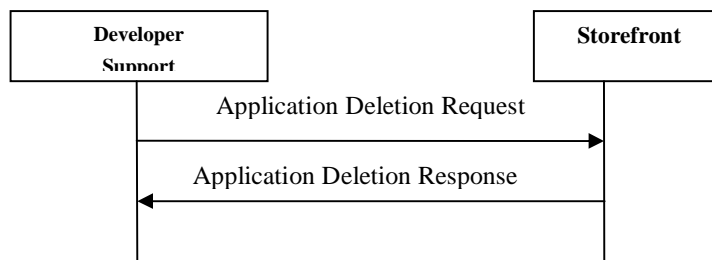 Developer
Support
Storefront
Application Deletion Request
Application Deletion Response